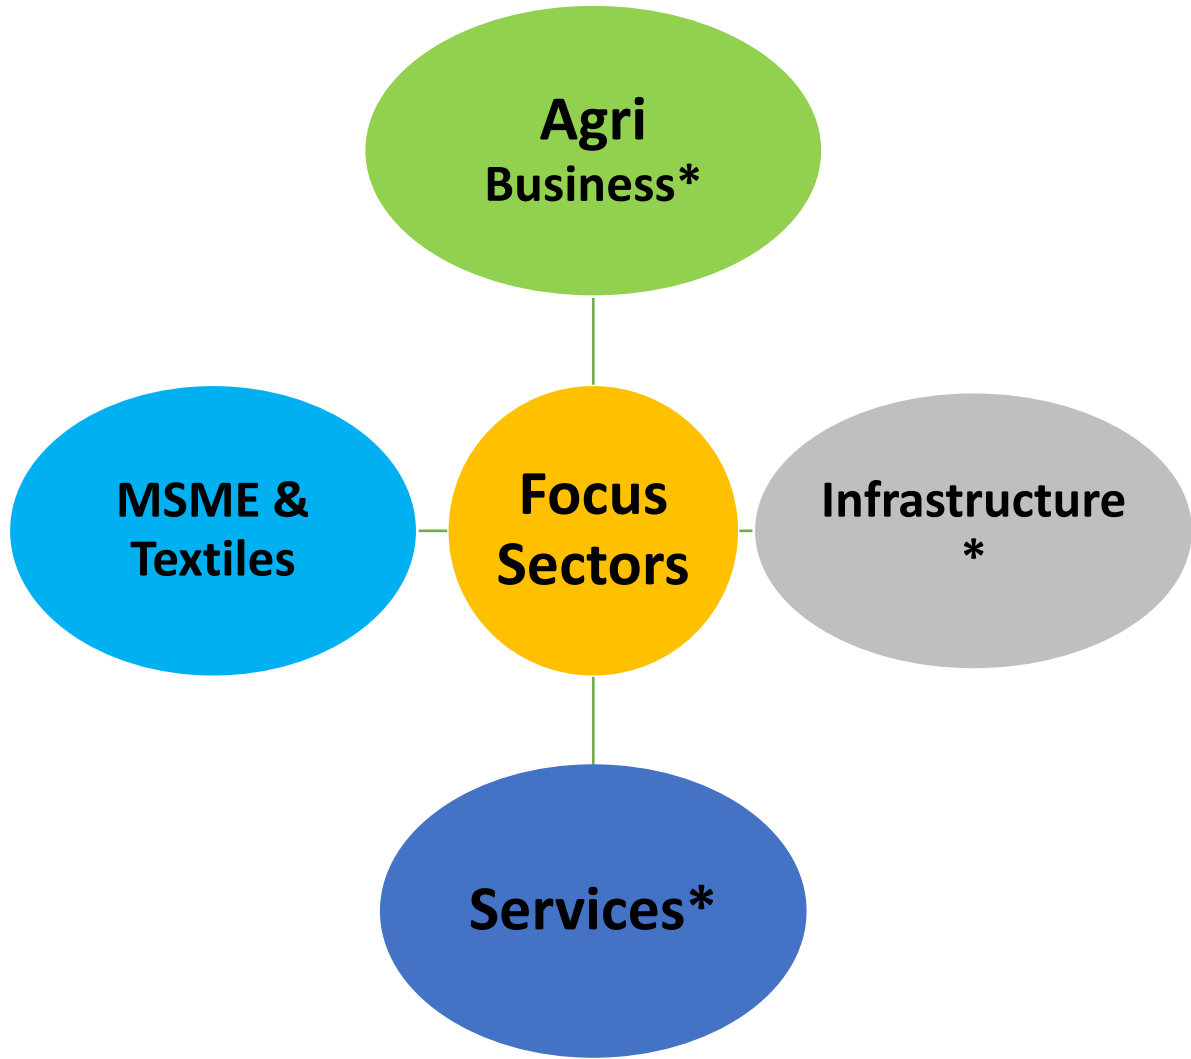 Agri
Business*
MSME &
Textiles
Focus
Sectors
Infrastructure
*
Services*